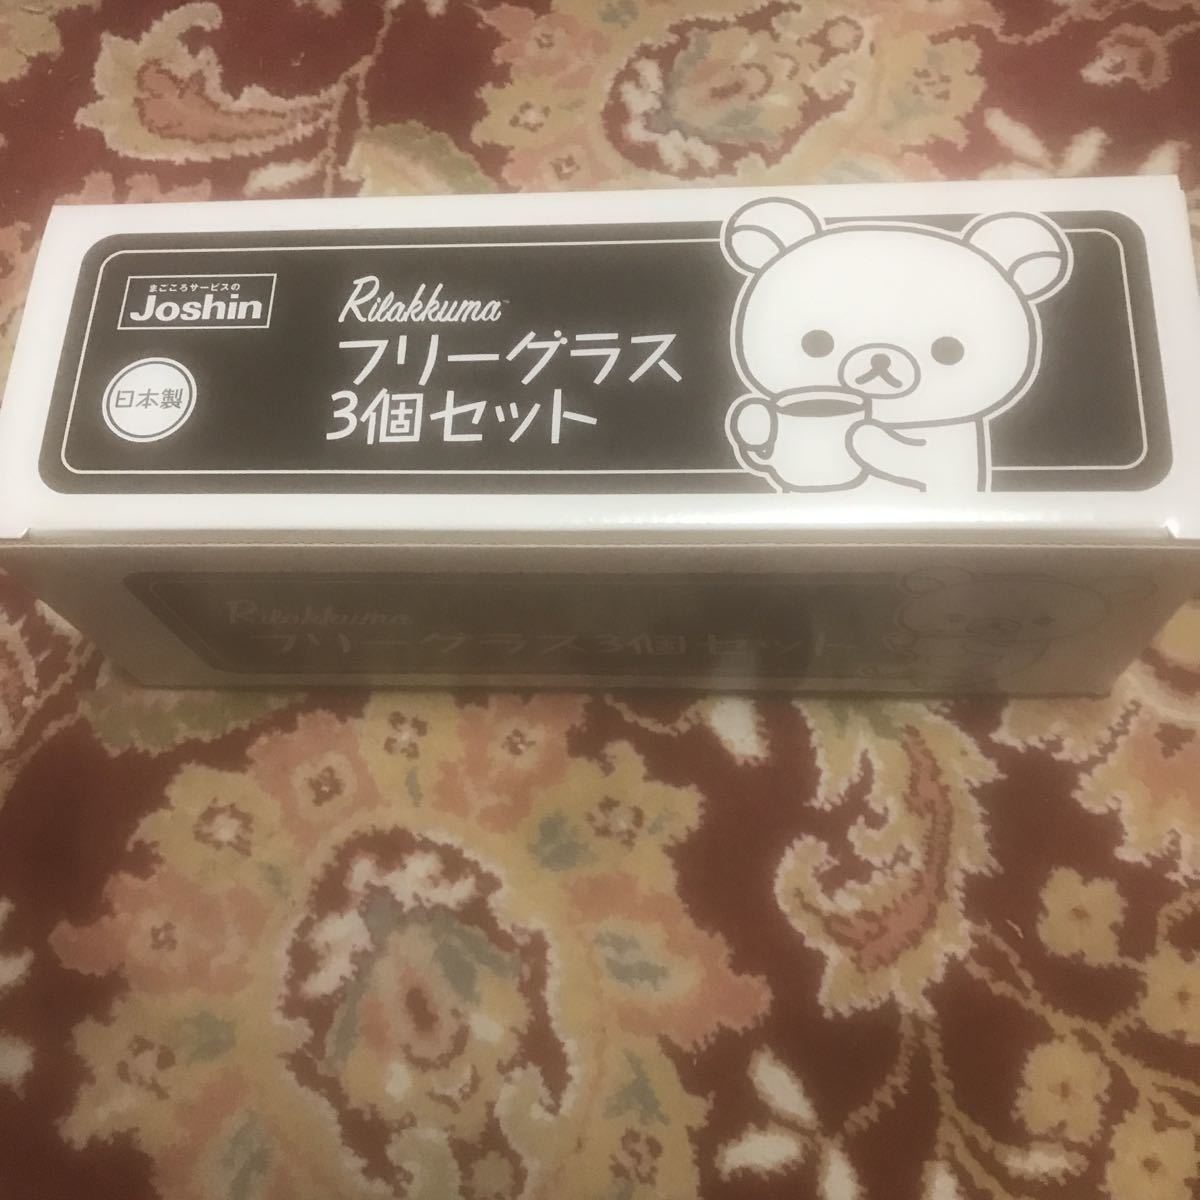 まごころサービスの
Joshin
日本製
Rilakkuma™
フリーグラス
3個セット
Rilakkuma
フリーグラス3個セット